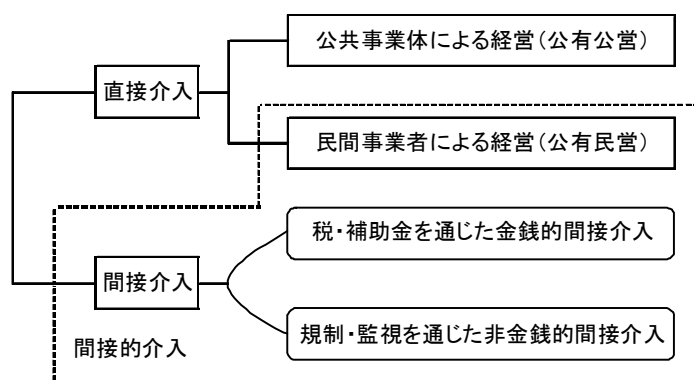 公共事業体による経営(公有公営)
直接介入
民間事業者による経営(公有民営)
税・補助金を通じた金銭的間接介入
間接介入
規制・監視を通じた非金銭的間接介入
間接的介入